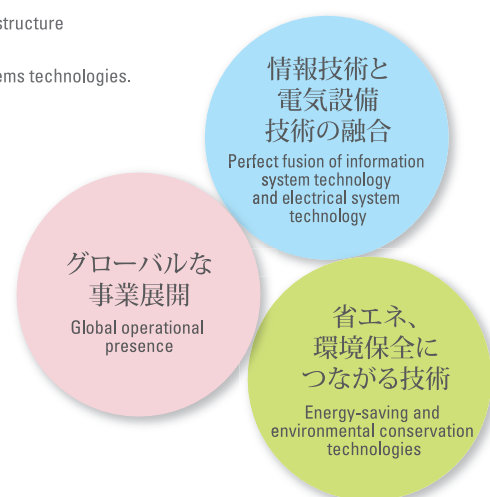 structure
ems technologies.
情報技術と
電気設備
技術の融合
Perfect fusion of information
system technology
and electrical system
technology
グローバルな
事業展開
Global operational
presence
省エネ、
環境保全に
つながる技術
Energy-saving and
environmental conservation
technologies